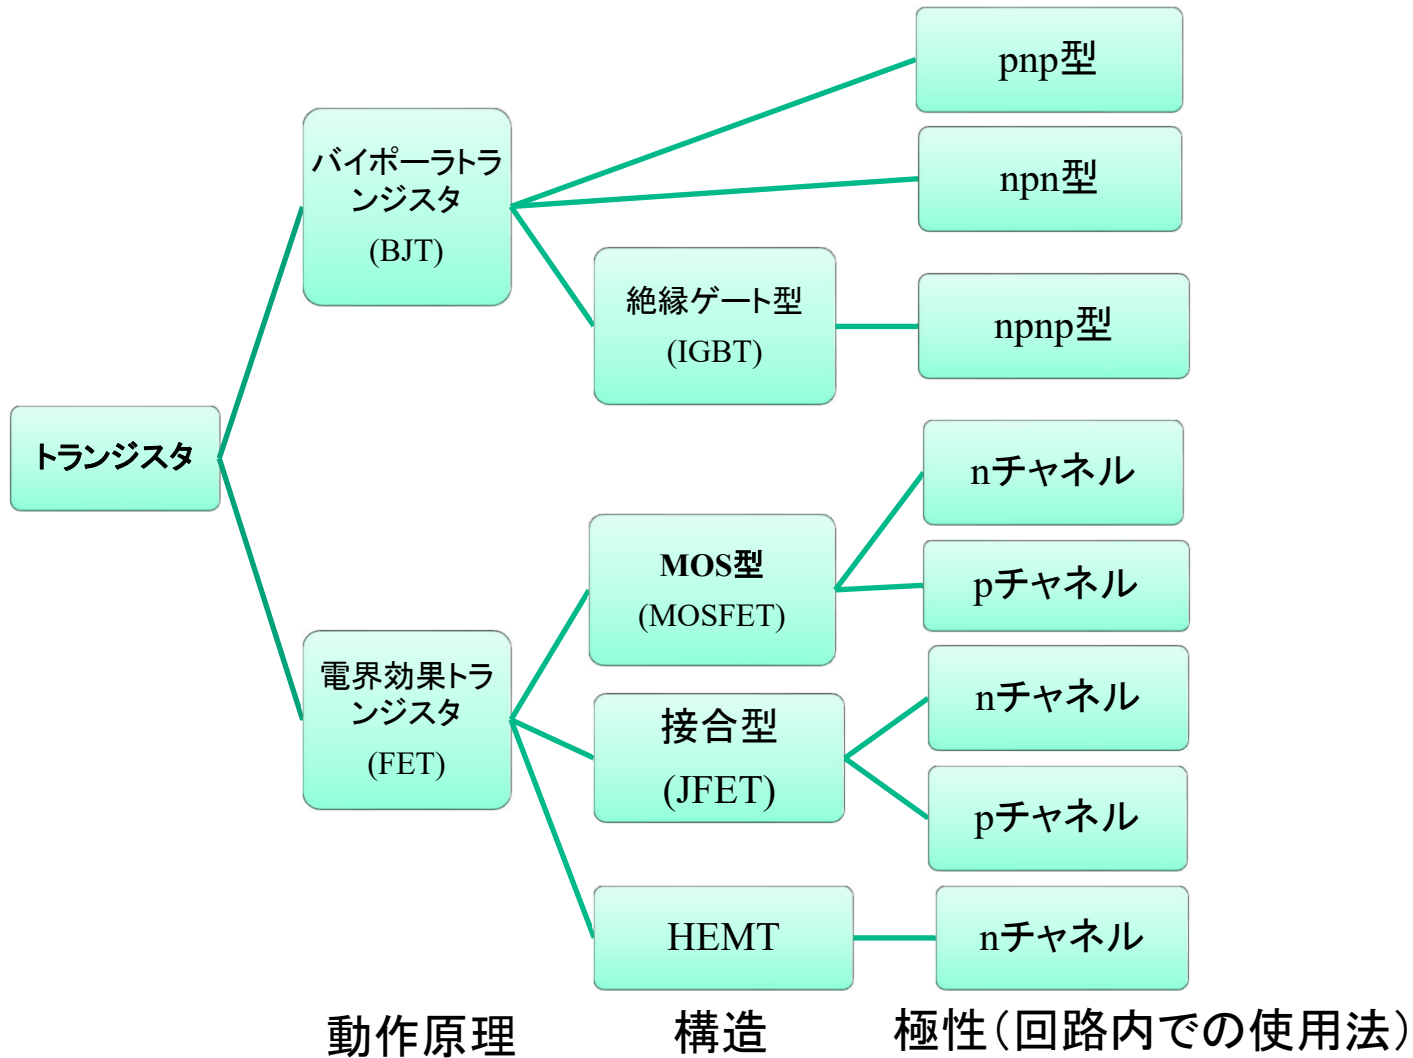 pnp型
バイポーラトラ
ンジスタ
(BJT)
npn型
絶縁ゲート型
(IGBT)
npnp型
トランジスタ
nチャネル
MOS型
(MOSFET)
pチャネル
電界効果トラ
ンジスタ
(FET)
nチャネル
接合型
(JFET)
pチャネル
HEMT
nチャネル
動作原理
構造
極性（回路内での使用法）